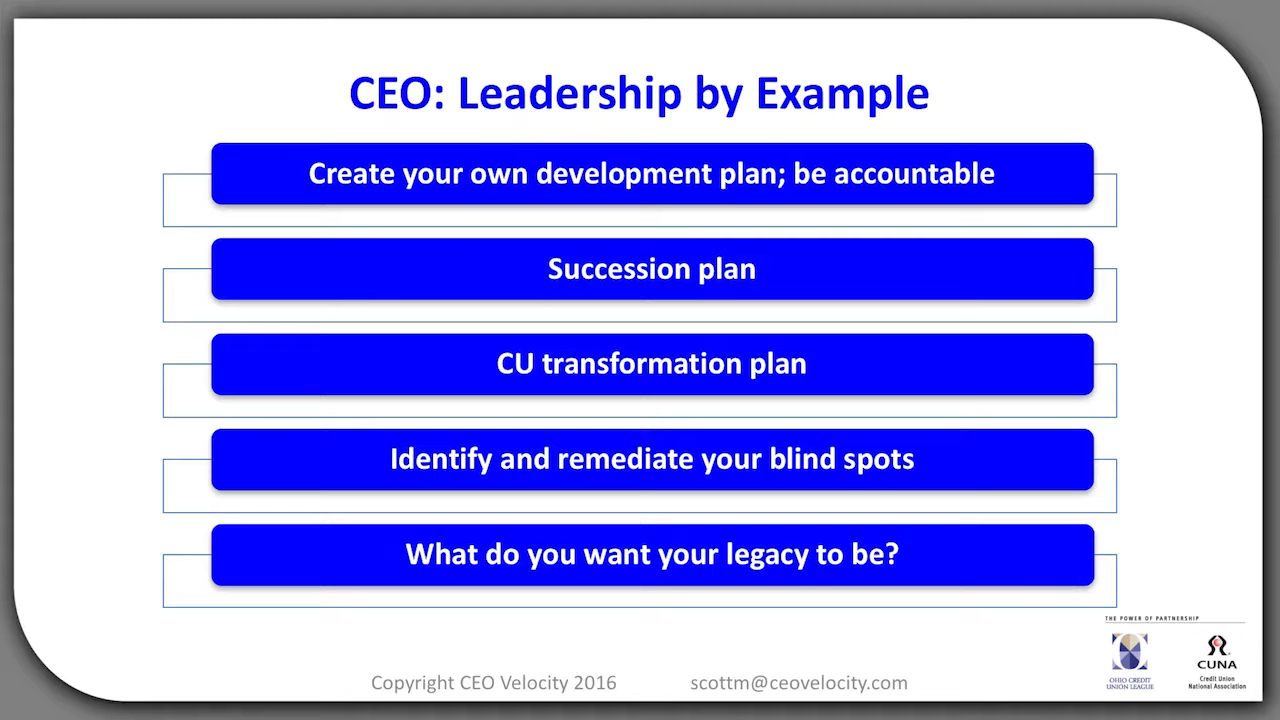 CEO: Leadership by Example
Create your own development plan; be accountable
Succession plan
CU transformation plan
Identify and remediate your blind spots
What do you want your legacy to be?
THE POWER OF PARTNERSHIP
OHIO CREDIT
UNION LEAGUE
CUNA
Credit Union
National Association
Copyright CEO Velocity 2016
scottm@ceovelocity.com